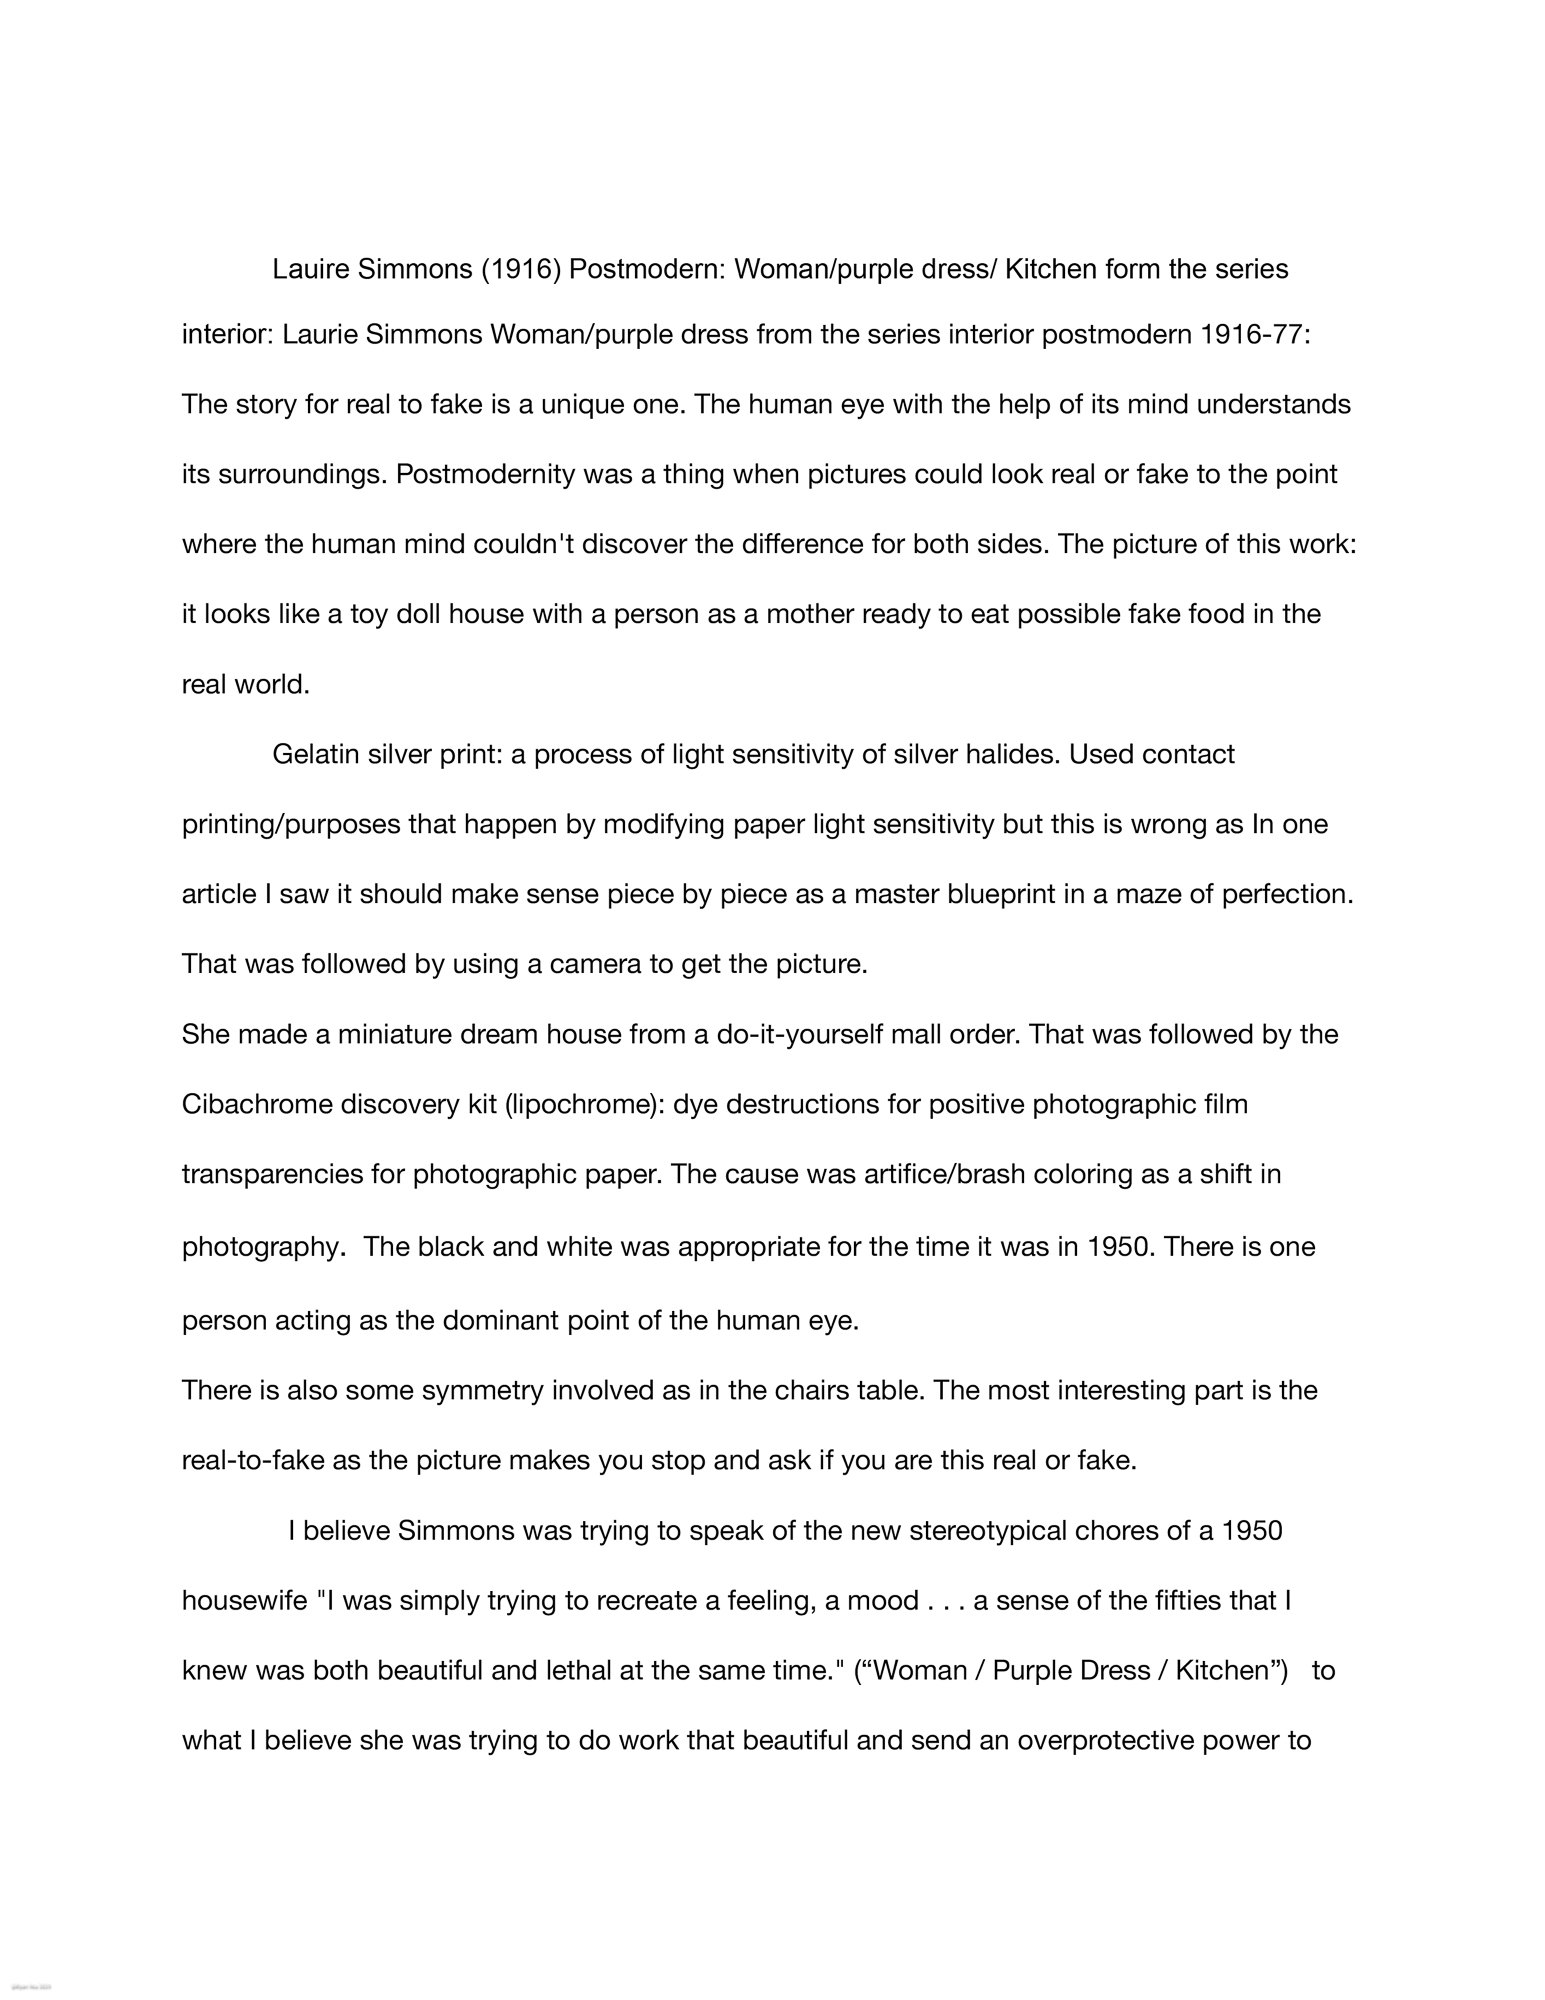 Lauire Simmons (1916) Postmodern: Woman/purple dress/ Kitchen form the series
interior: Laurie Simmons Woman/purple dress from the series interior postmodern 1916-77:
The story for real to fake is a unique one. The human eye with the help of its mind understands
its surroundings. Postmodernity was a thing when pictures could look real or fake to the point
where the human mind couldn't discover the difference for both sides. The picture of this work:
it looks like a toy doll house with a person as a mother ready to eat possible fake food in the
real world.
Gelatin silver print: a process of light sensitivity of silver halides. Used contact
printing/purposes that happen by modifying paper light sensitivity but this is wrong as In one
article I saw it should make sense piece by piece as a master blueprint in a maze of perfection.
That was followed by using a camera to get the picture.
She made a miniature dream house from a do-it-yourself mall order. That was followed by the
Cibachrome discovery kit (lipochrome): dye destructions for positive photographic film
transparencies for photographic paper. The cause was artifice/brash coloring as a shift in
photography.  The black and white was appropriate for the time it was in 1950. There is one
person acting as the dominant point of the human eye.
There is also some symmetry involved as in the chairs table. The most interesting part is the
real-to-fake as the picture makes you stop and ask if you are this real or fake.
I believe Simmons was trying to speak of the new stereotypical chores of a 1950
housewife "I was simply trying to recreate a feeling, a mood . . . a sense of the fifties that I
knew was both beautiful and lethal at the same time." (“Woman / Purple Dress / Kitchen”)   to
what I believe she was trying to do work that beautiful and send an overprotective power to